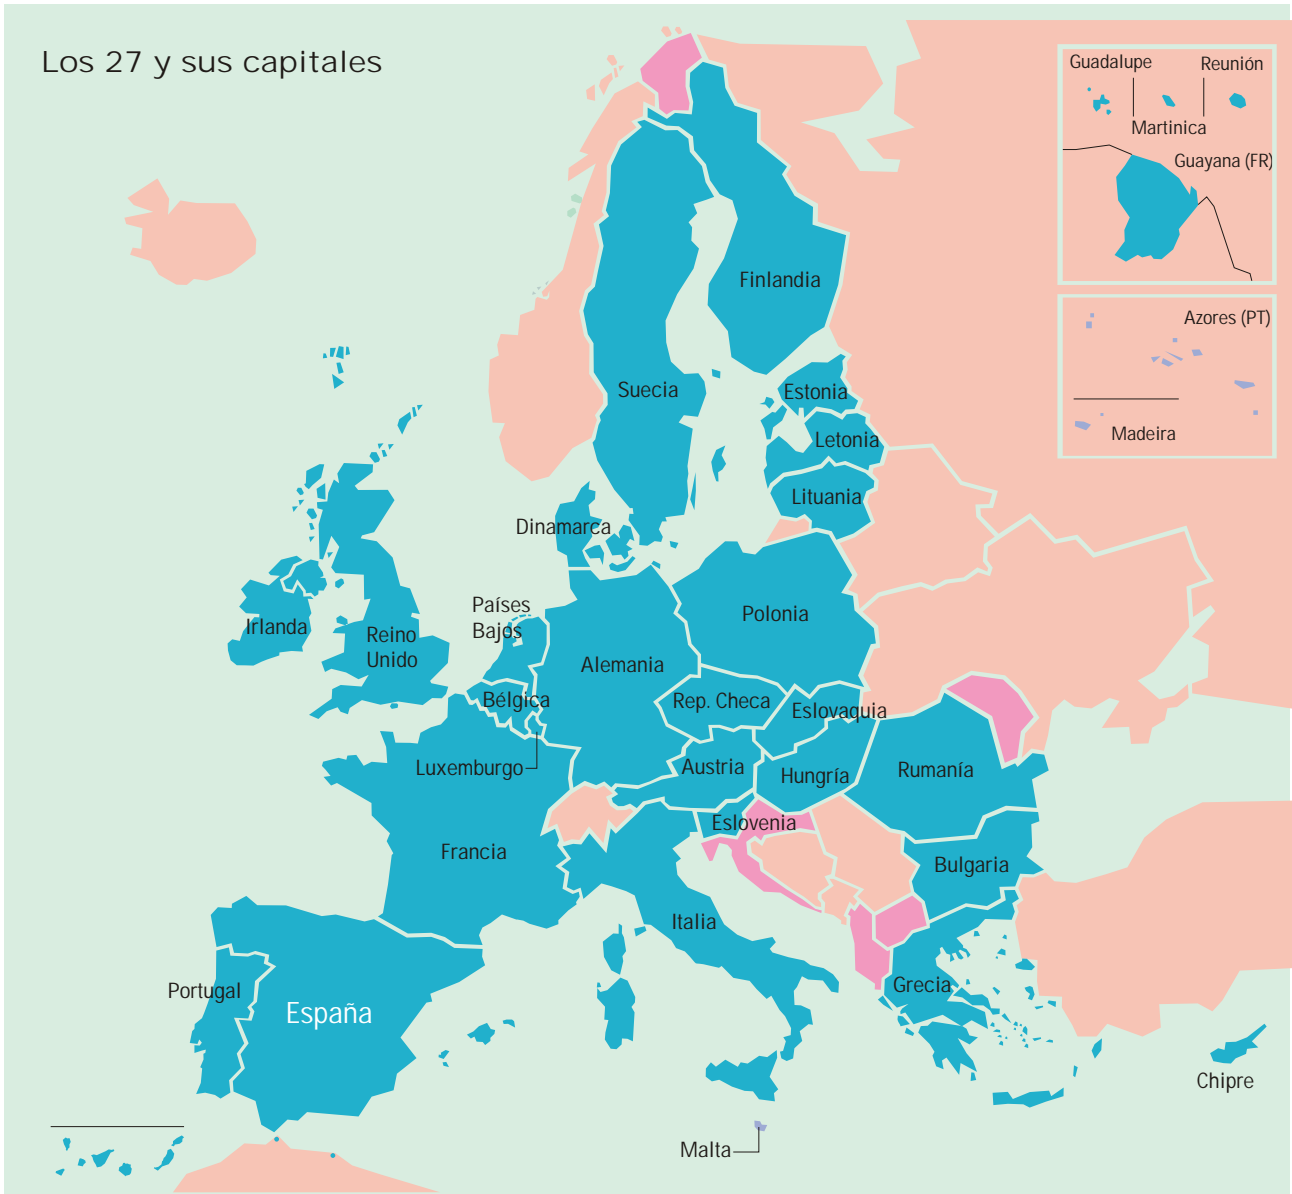 Los 27 y sus capitales
Guadalupe
Reunión
Martinica
Guayana (FR)
Azores (PT)
Madeira
Finlandia
Suecia
Estonia
Letonia
Lituania
Dinamarca
Países
Bajos
Irlanda
Reino
Unido
Polonia
Alemania
Bélgica
Rep. Checa
Eslovaquia
Luxemburgo
Austria
Hungría
Rumanía
Eslovenia
Francia
Bulgaria
Italia
Portugal
España
Grecia
Chipre
Malta